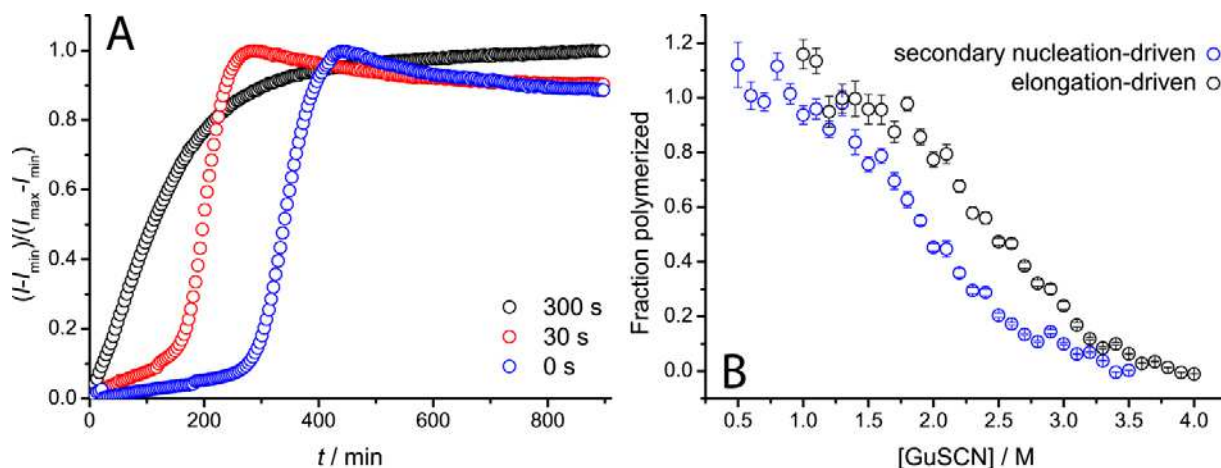 A
(I-Imin)/(Imax-Imin)
1.0
0.8
0.6
0.4
0.2
0.0
300 s
30 s
0 s
0 200 400 600 800
t / min
B
Fraction polymerized
1.2
1.0
0.8
0.6
0.4
0.2
0.0
secondary nucleation-driven
elongation-driven
0.5 1.0 1.5 2.0 2.5 3.0 3.5 4.0
[GuSCN] / M